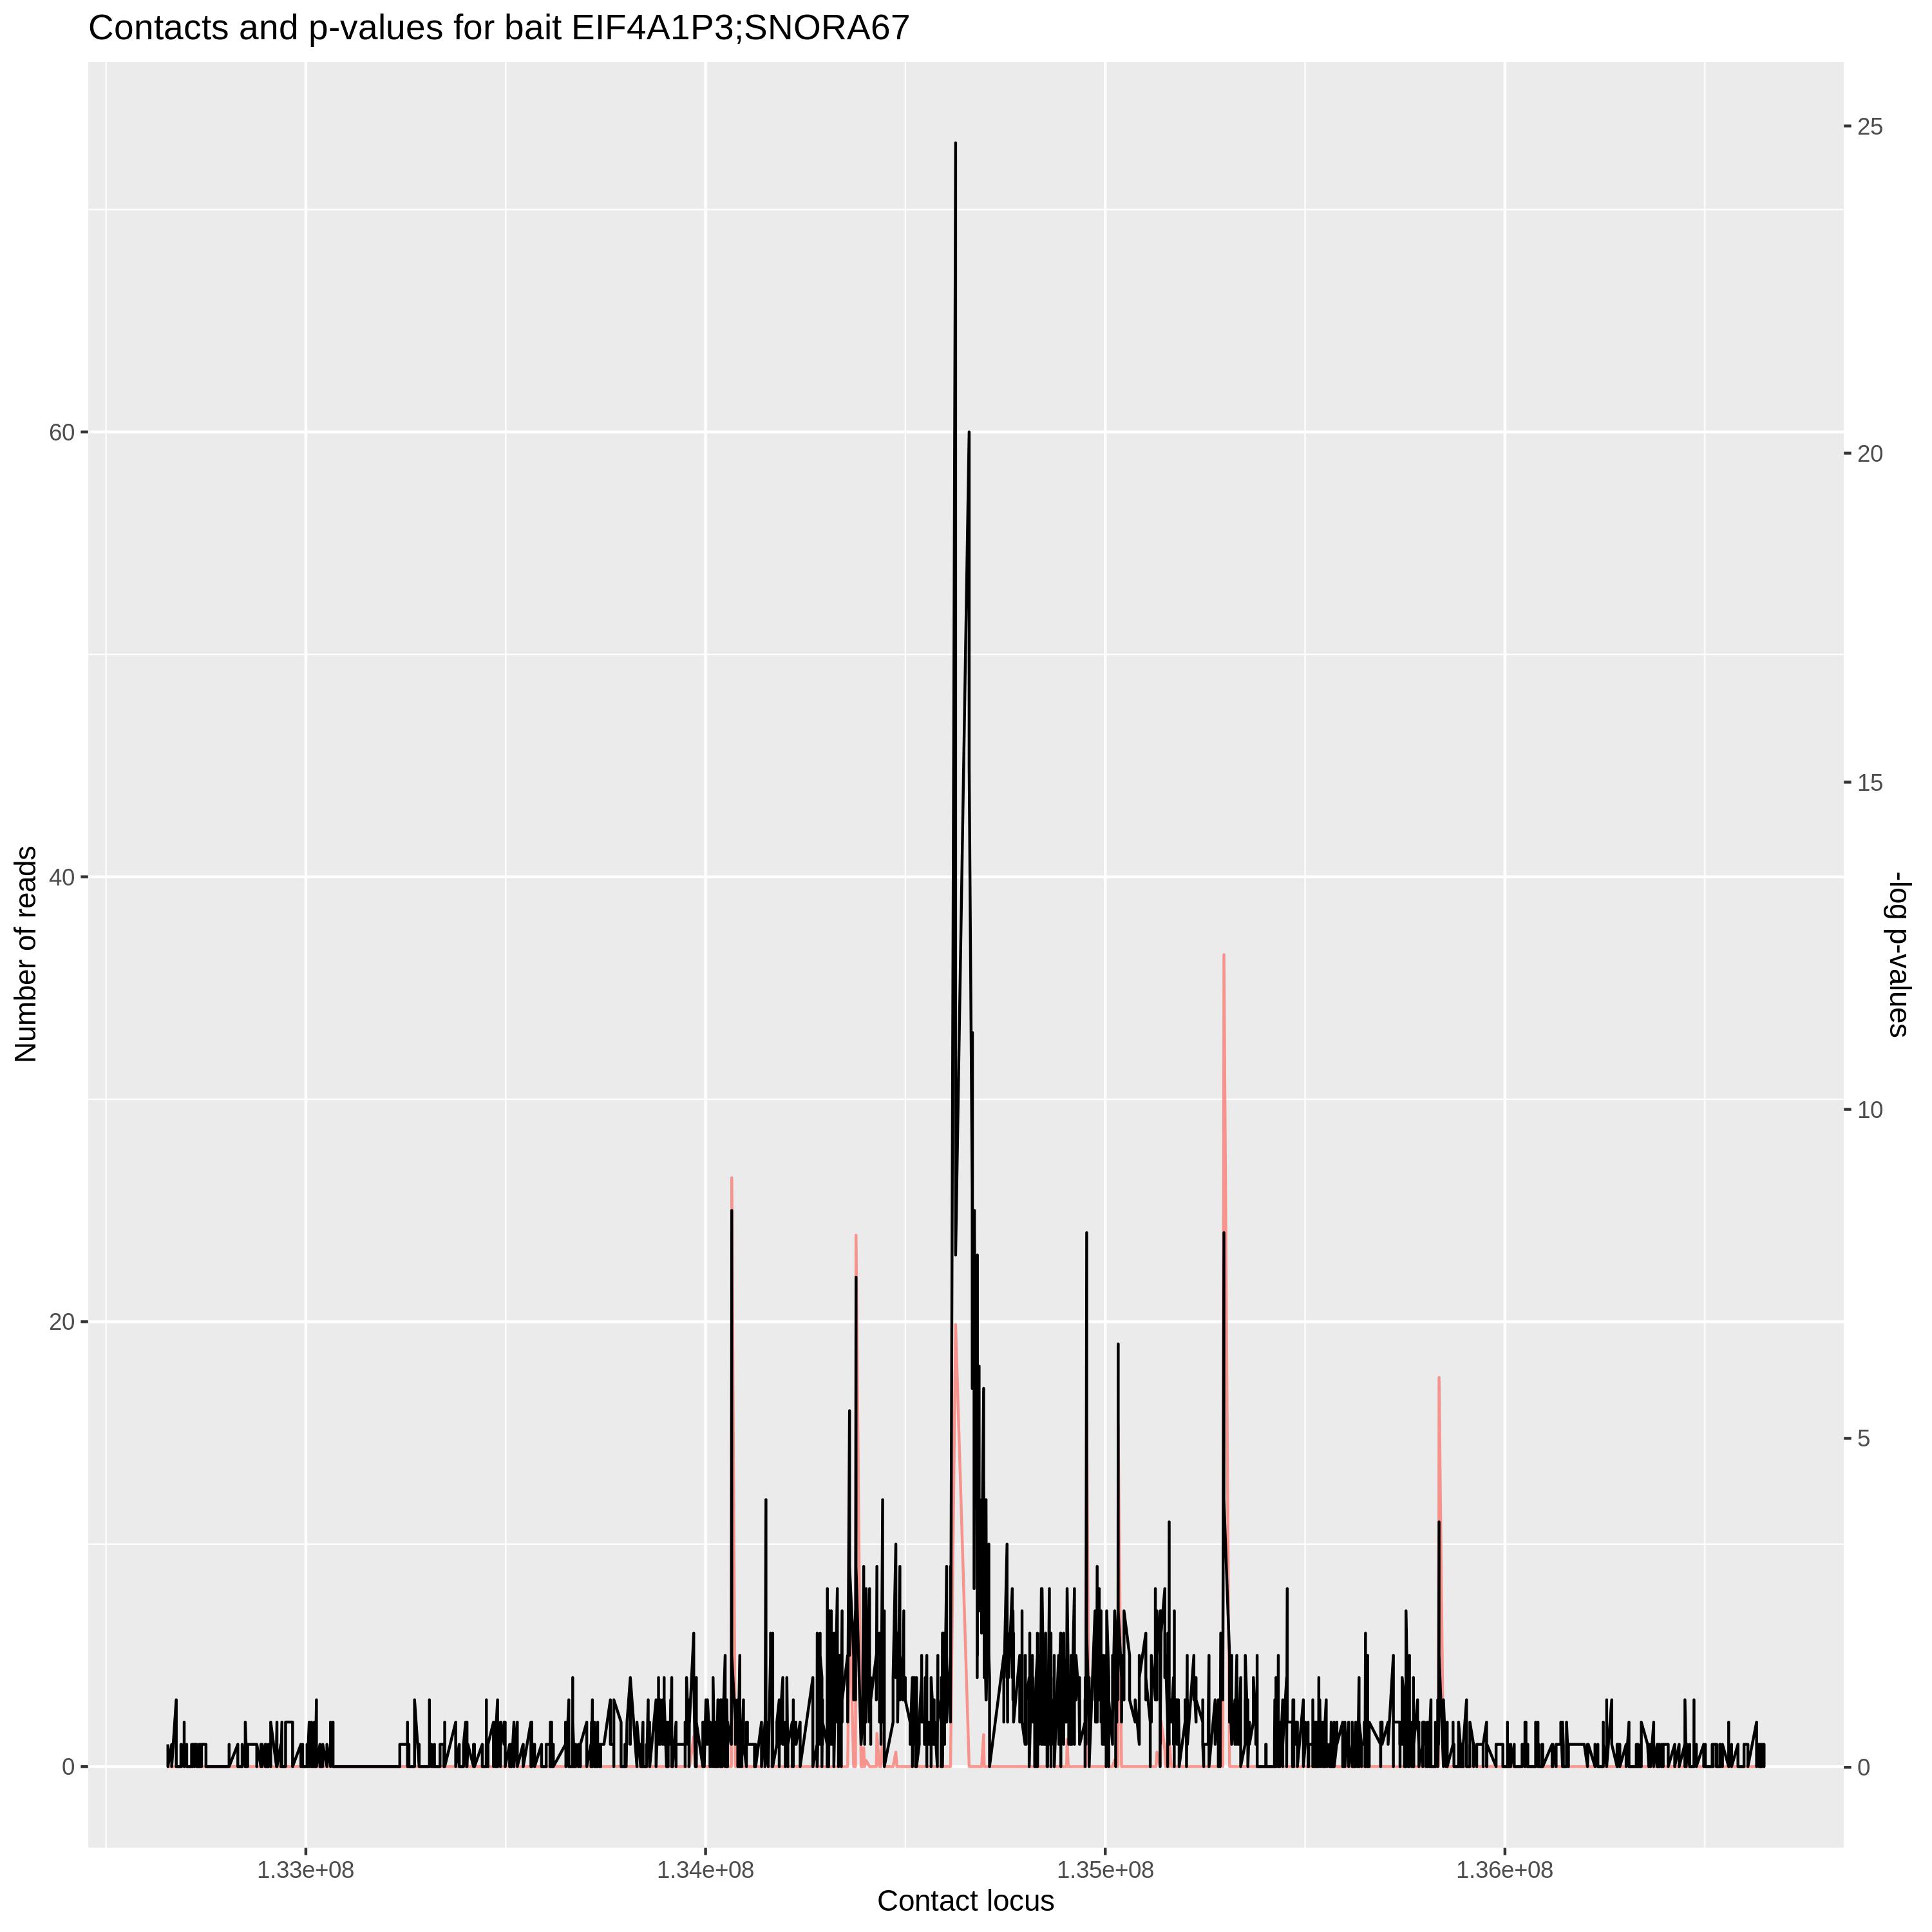 Contacts and p-values for bait EIF4A1P3;SNORA67
Number of reads
60
40
20
0
25
20
15
10
5
0
-log p-values
1.33e+08
1.34e+08
1.35e+08
1.36e+08
Contact locus